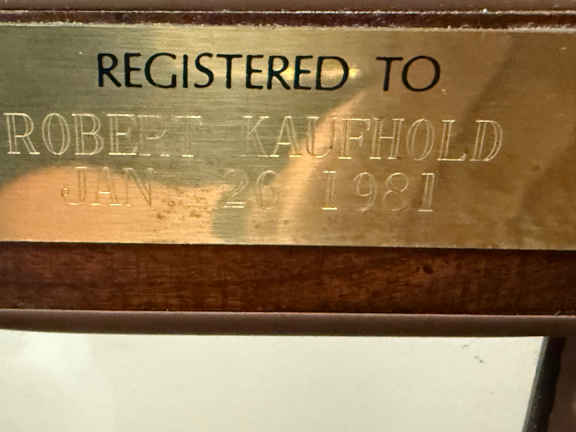 REGISTERED TO
ROBERT KAUFHOLD
JAN. 26 1981